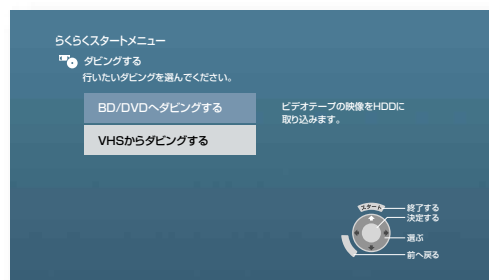 らくらくスタートメニュー
ダビングする
行いたいダビングを選んでください。
BD/DVDへダビングする
ビデオテープの映像をHDDに
取り込みます。
VHSからダビングする
スタート
終了する
決定する
選ぶ
前へ戻る